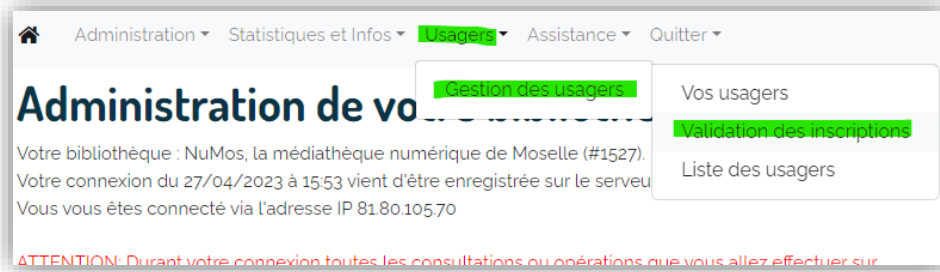 Administration Statistiques et Infos Usagers Assistance Quitter
Gestion des usagers
Vos usagers
Validation des inscriptions
Liste des usagers
Administration de vo
Votre bibliothèque : NuMos, la médiathèque numérique de Moselle (#1527).
Votre connexion du 27/04/2023 à 15:53 vient d'être enregistrée sur le serveu
Vous vous êtes connecté via l'adresse IP 81.80.105.70
ATTENTION: Durant votre connexion toutes les consultations ou opérations que vous allez effectuer sur